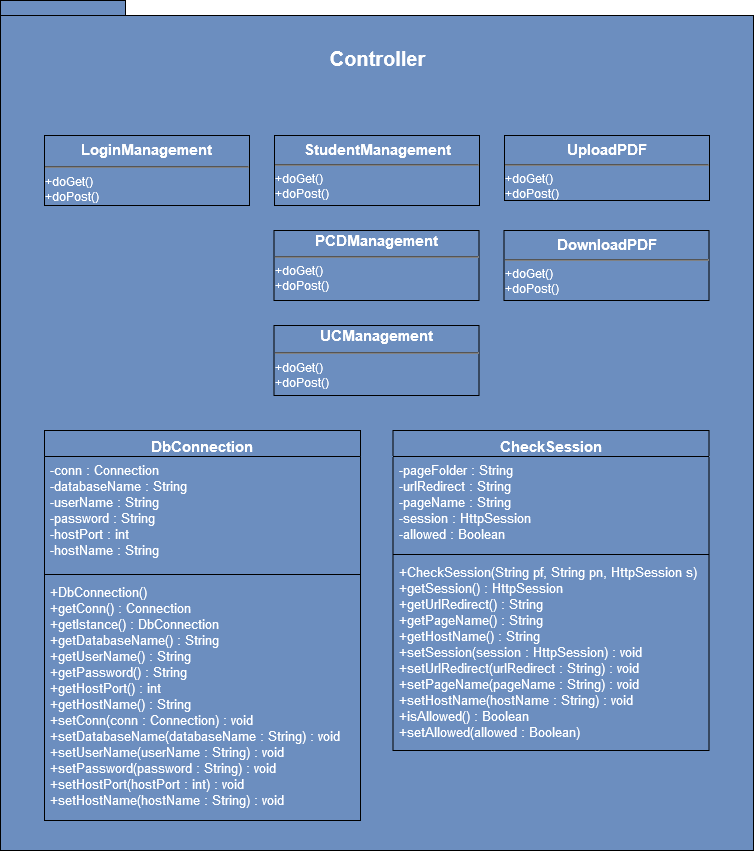 Controller
LoginManagement
+doGet()
+doPost()
StudentManagement
+doGet()
+doPost()
UploadPDF
+doGet()
+doPost()
PCDManagement
+doGet()
+doPost()
DownloadPDF
+doGet()
+doPost()
UCManagement
+doGet()
+doPost()
DbConnection
-conn : Connection
-databaseName : String
-userName : String
-password : String
-hostPort : int
-hostName : String
+DbConnection()
+getConn() : Connection
+getIstance() : DbConnection
+getDatabaseName() : String
+getUserName() : String
+getPassword() : String
+getHostPort() : int
+getHostName() : String
+setConn(conn : Connection) : void
+setDatabaseName(databaseName : String) : void
+setUserName(userName : String) : void
+setPassword(password : String) : void
+setHostPort(hostPort : int) : void
+setHostName(hostName : String) : void
CheckSession
-pageFolder : String
-urlRedirect : String
-pageName : String
-session : HttpSession
-allowed : Boolean
+CheckSession(String pf, String pn, HttpSession s)
+getSession() : HttpSession
+getUrlRedirect() : String
+getPageName() : String
+getHostName() : String
+setSession(session : HttpSession) : void
+setUrlRedirect(urlRedirect : String) : void
+setPageName(pageName : String) : void
+setHostName(hostName : String) : void
+isAllowed() : Boolean
+setAllowed(allowed : Boolean)